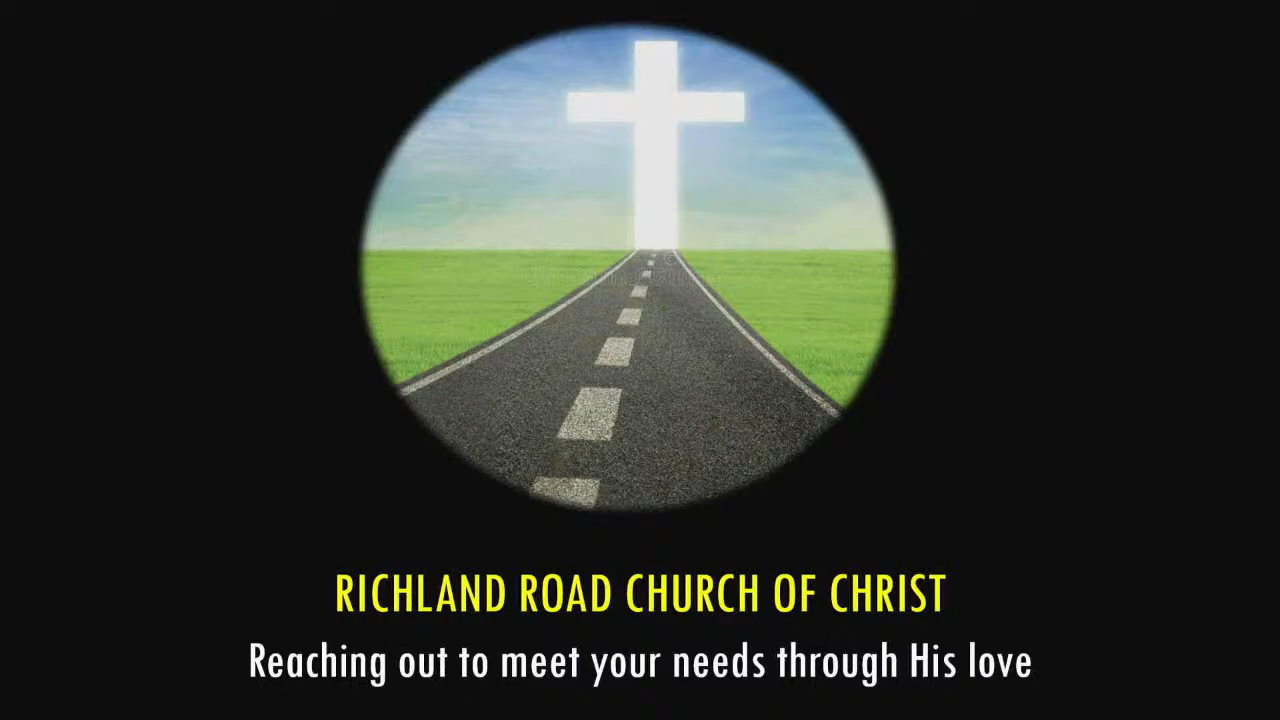 RICHLAND ROAD CHURCH OF CHRIST
Reaching out to meet your needs through His love